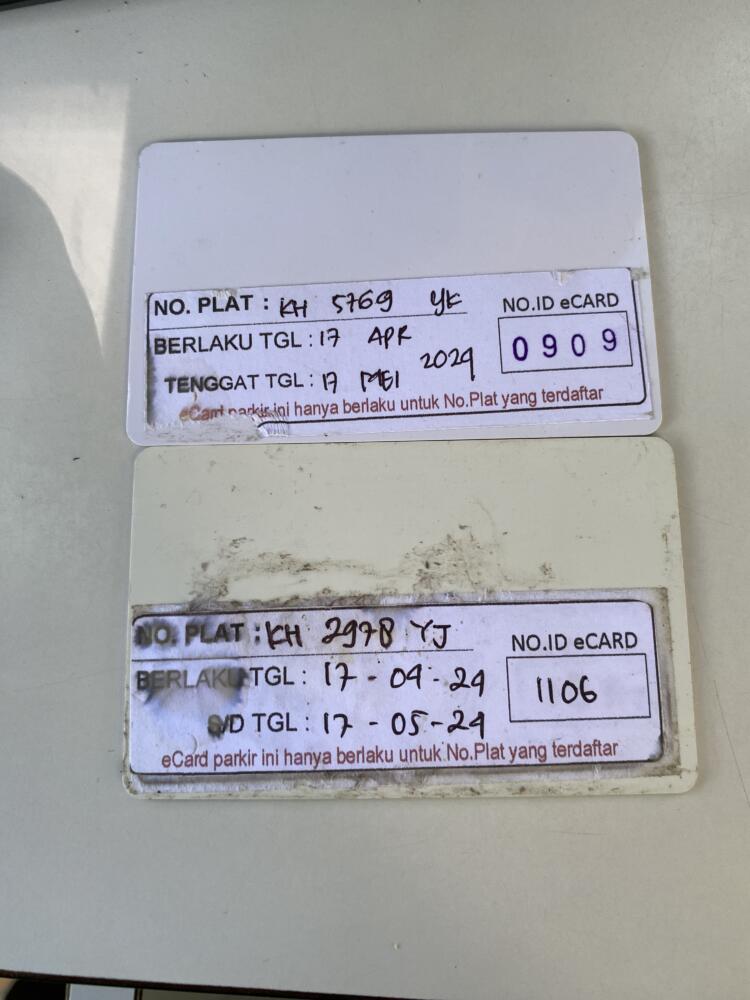 NO. PLAT : KH 5769 YK
NO.ID eCARD
BERLAKU TGL : 17 APR
0909
2024
TENGGAT TGL : 17 MEI
eCard parkir ini hanya berlaku untuk No.Plat yang terdaftar
NO. PLAT : KH 2978 YJ
NO.ID eCARD
BERLAKU TGL : 17 - 04 - 24
1106
S/D TGL : 17 - 05 - 24
eCard parkir ini hanya berlaku untuk No.Plat yang terdaftar